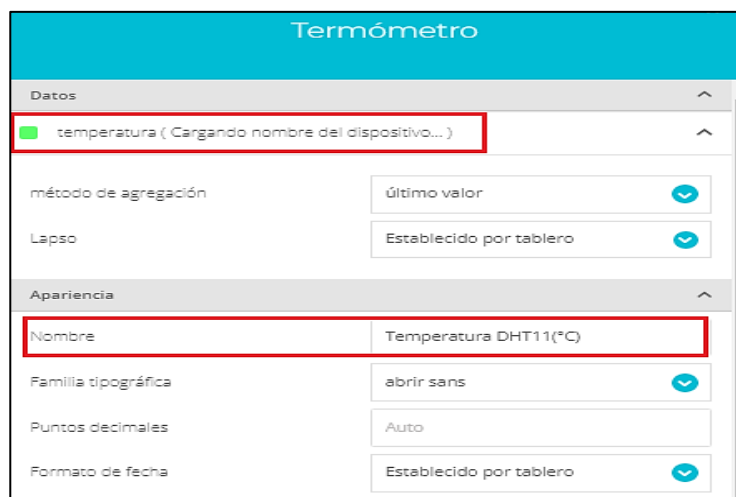 Termómetro
Datos
temperatura ( Cargando nombre del dispositivo... )
método de agregación último valor
Lapso Establecido por tablero
Apariencia
Nombre Temperatura DHT11(°C)
Familia tipográfica abrir sans
Puntos decimales Auto
Formato de fecha Establecido por tablero